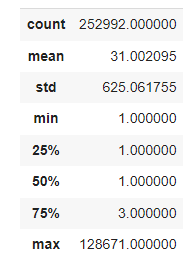 count 252992.000000
mean 31.002095
std 625.061755
min 1.000000
25% 1.000000
50% 1.000000
75% 3.000000
max 128671.000000